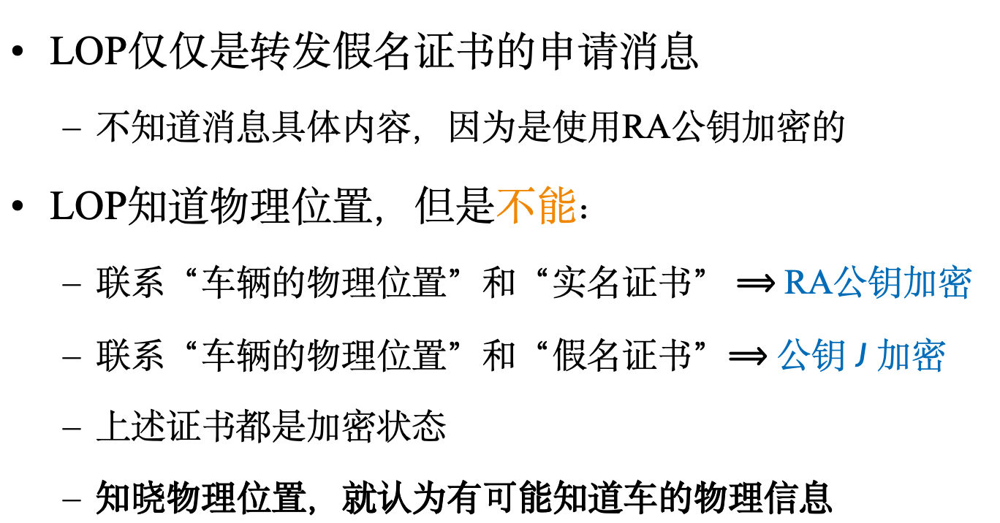 • LOP仅仅是转发假名证书的申请消息
– 不知道消息具体内容，因为是使用RA公钥加密的
• LOP知道物理位置，但是不能：
– 联系“车辆的物理位置”和“实名证书” ⟹ RA公钥加密
– 联系“车辆的物理位置”和“假名证书” ⟹ 公钥 J 加密
– 上述证书都是加密状态
– 知晓物理位置，就认为有可能知道车的物理信息